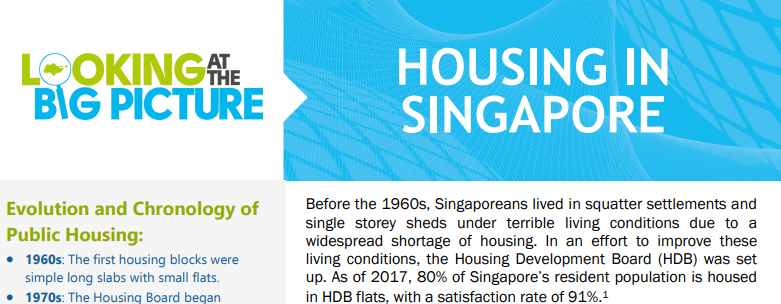 LOOKING AT THE
BIG PICTURE
HOUSING IN
SINGAPORE
Evolution and Chronology of
Public Housing:
• 1960s: The first housing blocks were
simple long slabs with small flats.
• 1970s: The Housing Board began
Before the 1960s, Singaporeans lived in squatter settlements and
single storey sheds under terrible living conditions due to a
widespread shortage of housing. In an effort to improve these
living conditions, the Housing Development Board (HDB) was set
up. As of 2017, 80% of Singapore’s resident population is housed
in HDB flats, with a satisfaction rate of 91%.¹